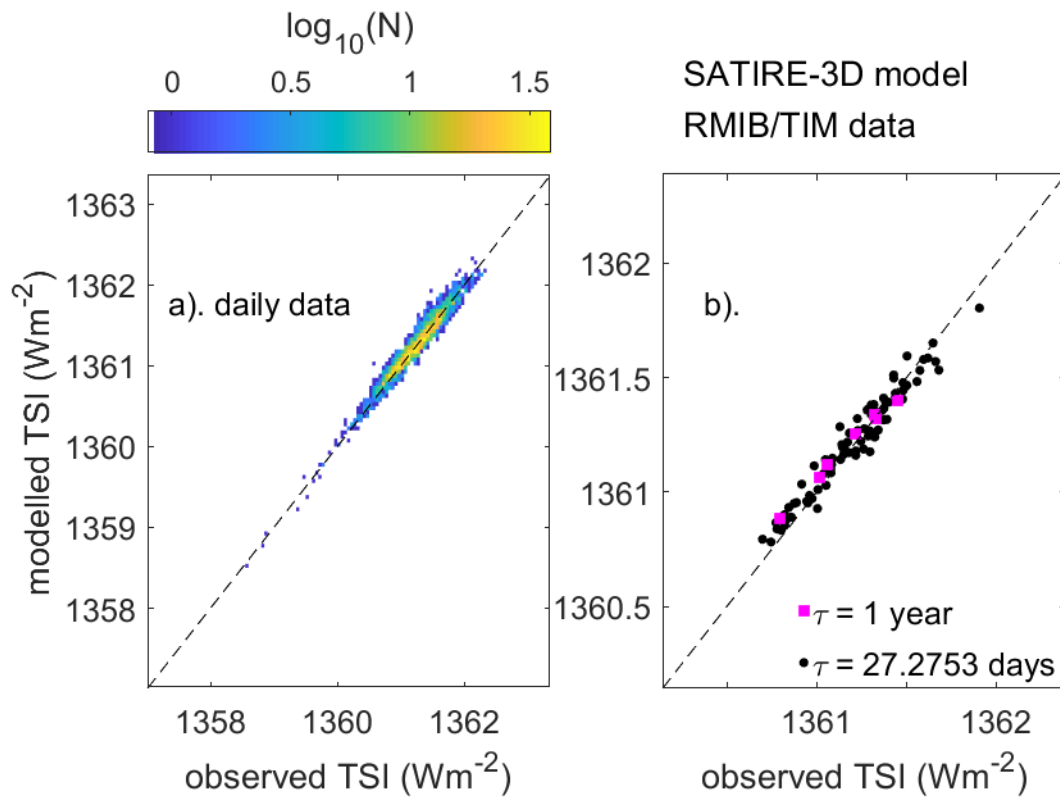 log10(N)
0 0.5 1 1.5
SATIRE-3D model
RMIB/TIM data
modelled TSI (Wm-2)
1363
1362
1361
1360
1359
1358
a). daily data
1358 1360 1362
observed TSI (Wm-2)
1362
1361.5
1361
1360.5
b).
τ = 1 year
τ = 27.2753 days
1361 1362
observed TSI (Wm-2)